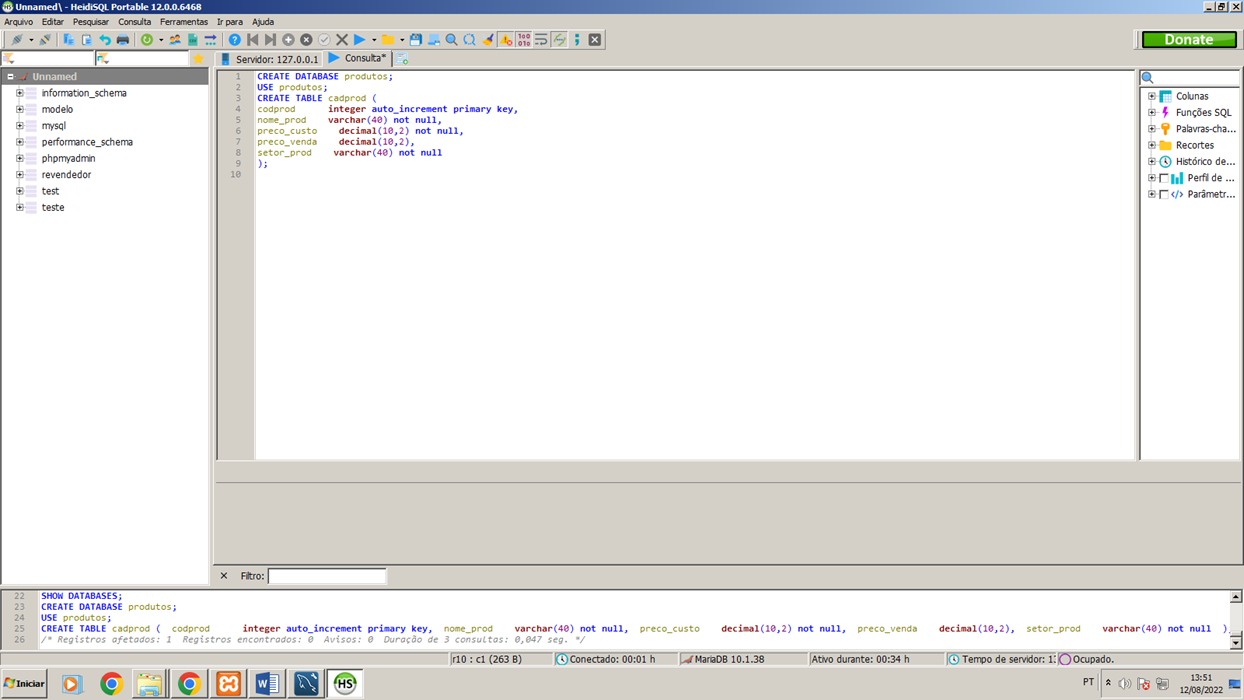 Unnamed\ - HeidiSQL Portable 12.0.0.6468
Arquivo Editar Pesquisar Consulta Ferramentas Ir para Ajuda
Donate
Servidor: 127.0.0.1 Consulta*
Unnamed
information_schema
modelo
mysql
performance_schema
phpmyadmin
revendedor
test
teste
1 CREATE DATABASE produtos;
2 USE produtos;
3 CREATE TABLE cadprod (
4 codprod integer auto_increment primary key,
5 nome_prod varchar(40) not null,
6 preco_custo decimal(10,2) not null,
7 preco_venda decimal(10,2),
8 setor_prod varchar(40) not null
9 );
10
Colunas
Funções SQL
Palavras-cha...
Recortes
Histórico de...
Perfil de ...
Parâmetr...
Filtro:
22 SHOW DATABASES;
23 CREATE DATABASE produtos;
24 USE produtos;
25 CREATE TABLE cadprod ( codprod integer auto_increment primary key, nome_prod varchar(40) not null, preco_custo decimal(10,2) not null, preco_venda decimal(10,2), setor_prod varchar(40) not null )
26 /* Registros afetados: 1 Registros encontrados: 0 Avisos: 0 Duração de 3 consultas: 0,047 seg. */
r10 : c1 (263 B) Conectado: 00:01 h MariaDB 10.1.38 Ativo durante: 00:34 h Tempo de servidor: 13 Ocupado.
Iniciar
HS
PT
13:51
12/08/2022